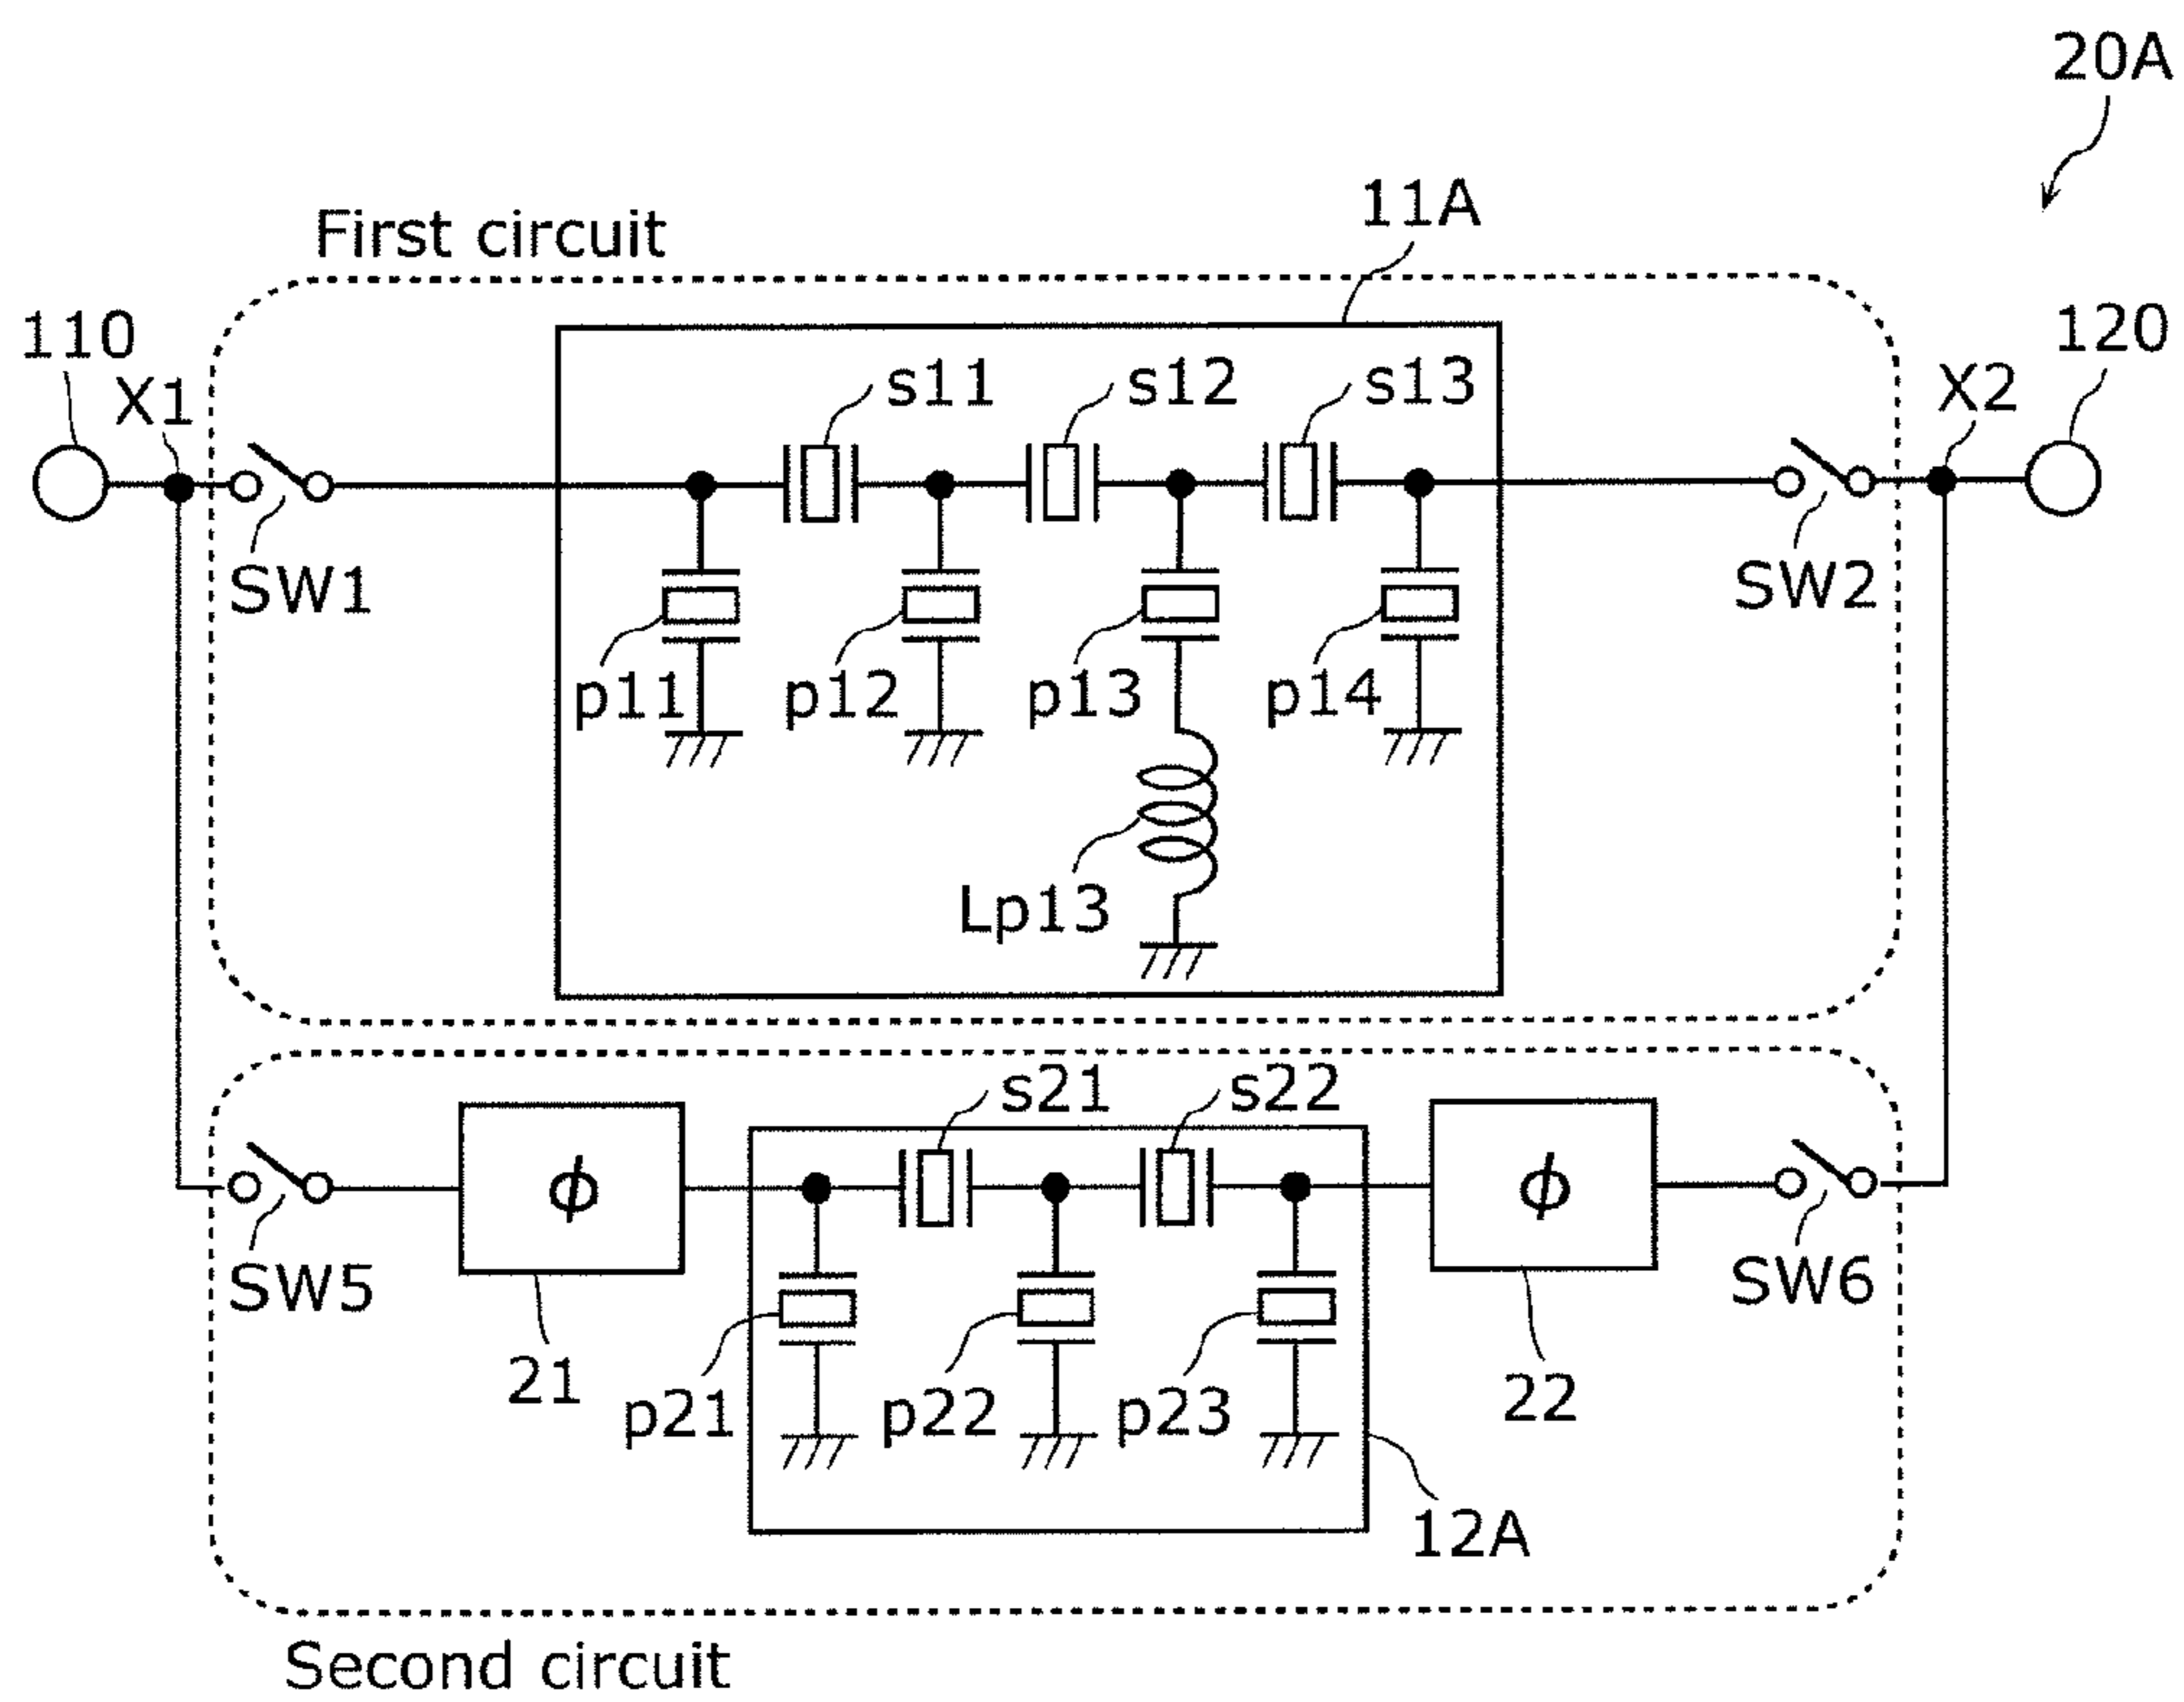 20A
11A
First circuit
110
120
X1
s11
s12
s13
X2
SW1
SW2
p11
p12
p13
p14
Lp13
s21
s22
ϕ
ϕ
SW5
SW6
21
p21
p22
p23
22
12A
Second circuit